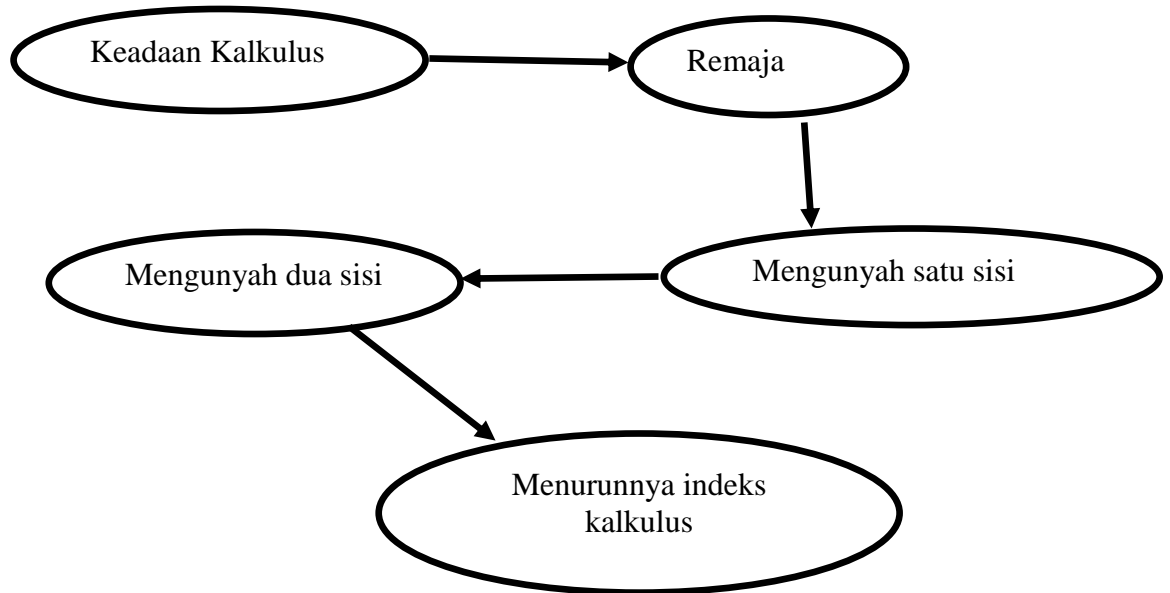 Keadaan Kalkulus
Remaja
Mengunyah satu sisi
Mengunyah dua sisi
Menurunnya indeks
kalkulus